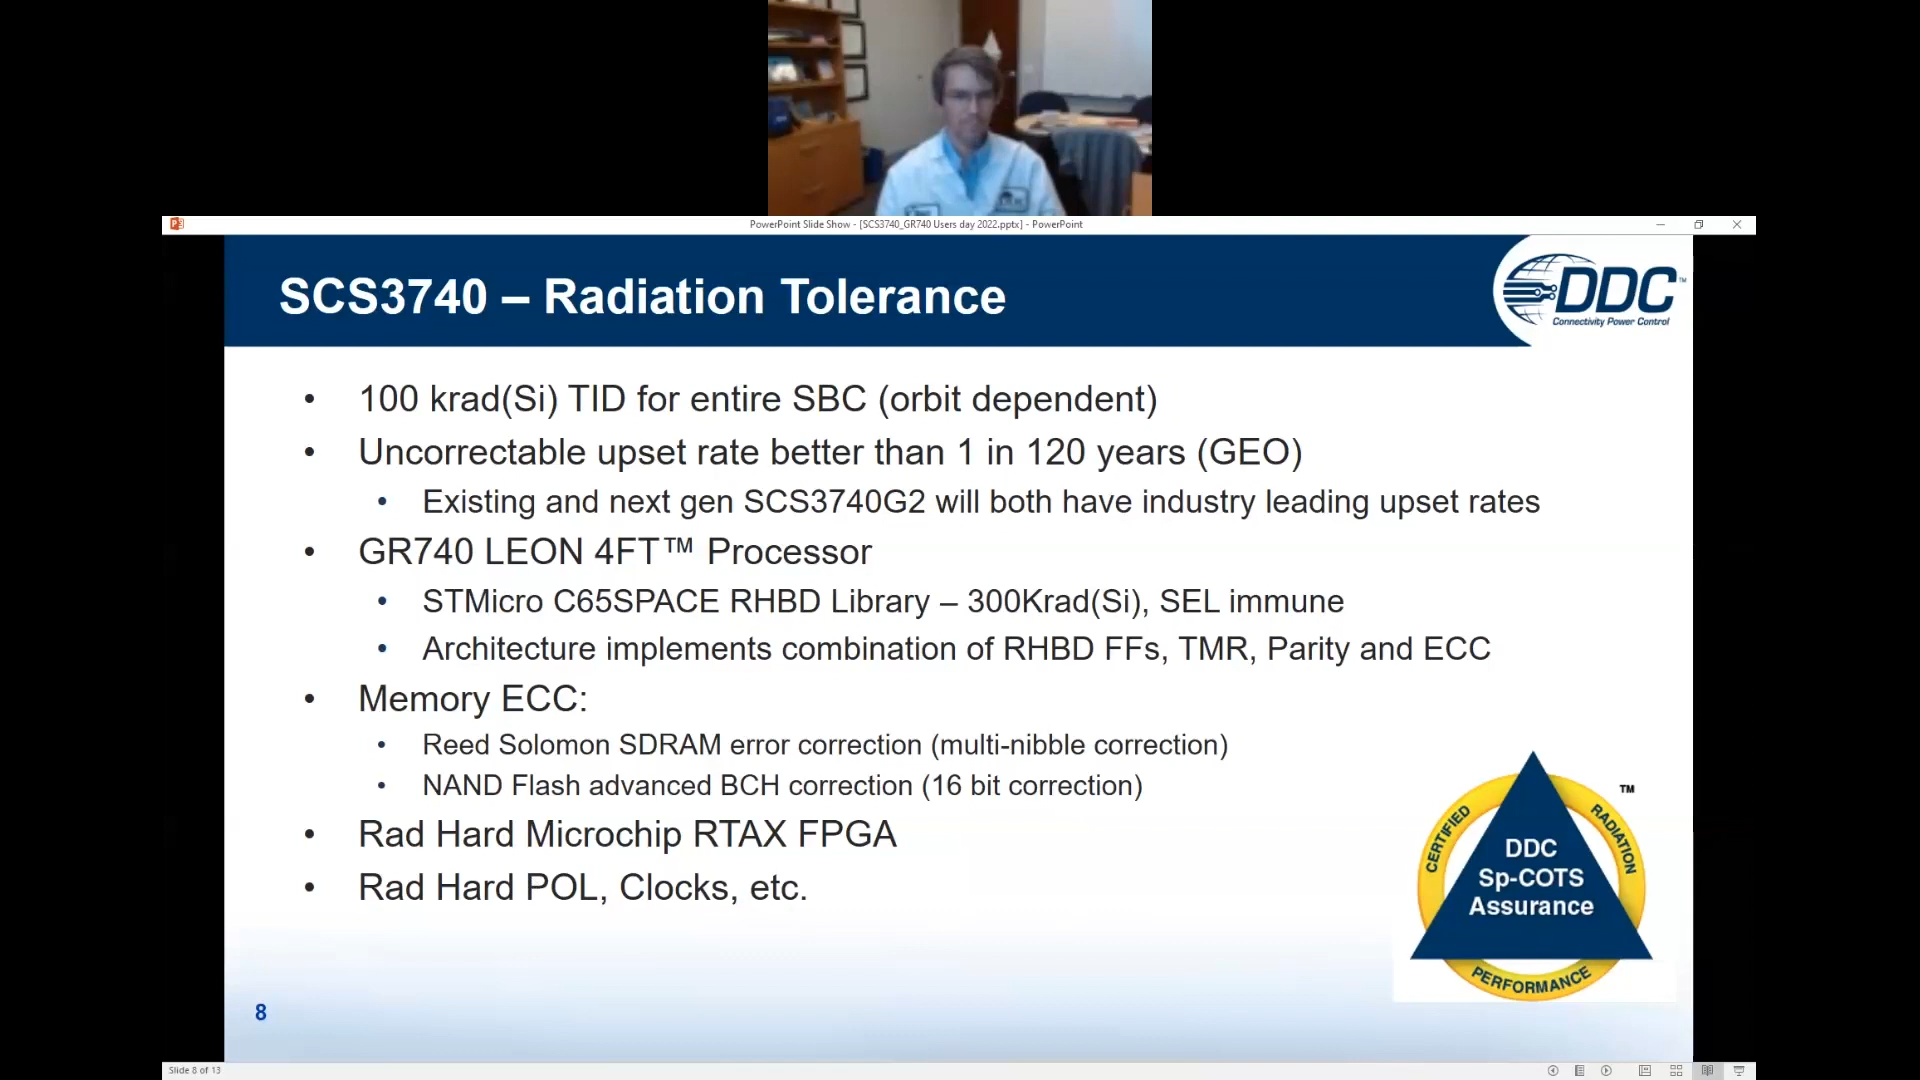 PowerPoint Slide Show - [SCS3740_GR740 Users day 2022.pptx] - PowerPoint
SCS3740 – Radiation Tolerance
DDC™
Connectivity Power Control
• 100 krad(Si) TID for entire SBC (orbit dependent)
• Uncorrectable upset rate better than 1 in 120 years (GEO)
• Existing and next gen SCS3740G2 will both have industry leading upset rates
• GR740 LEON 4FT™ Processor
• STMicro C65SPACE RHBD Library – 300Krad(Si), SEL immune
• Architecture implements combination of RHBD FFs, TMR, Parity and ECC
• Memory ECC:
• Reed Solomon SDRAM error correction (multi-nibble correction)
• NAND Flash advanced BCH correction (16 bit correction)
• Rad Hard Microchip RTAX FPGA
• Rad Hard POL, Clocks, etc.
TM
CERTIFIED
RADIATION
DDC
Sp-COTS
Assurance
PERFORMANCE
8
Slide 8 of 13